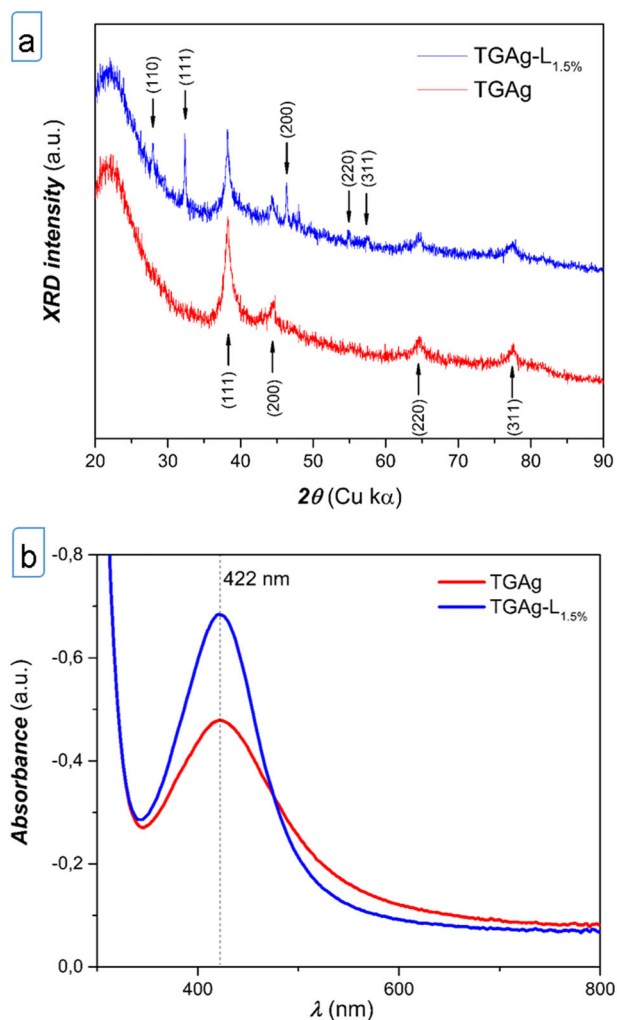 a
TGAg-L1.5%
TGAg
(110)
(111)
(200)
(220)
(311)
XRD intensity (a.u.)
(111)
(200)
(220)
(311)
20 30 40 50 60 70 80 90
2θ (Cu kα)
b
-0,8
422 nm
TGAg
TGAg-L1.5%
-0,6
Absorbance (a.u.)
-0,4
-0,2
0,0
400 600 800
λ (nm)